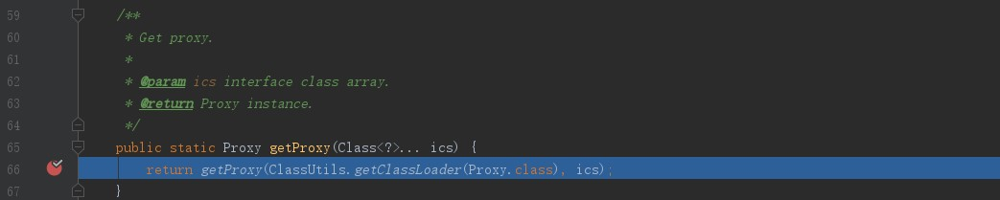 59 /**
60 * Get proxy.
61 *
62 * @param ics interface class array.
63 * @return Proxy instance.
64 */
65 public static Proxy getProxy(Class<?>... ics) {
66 return getProxy(ClassUtils.getClassLoader(Proxy.class), ics);
67 }